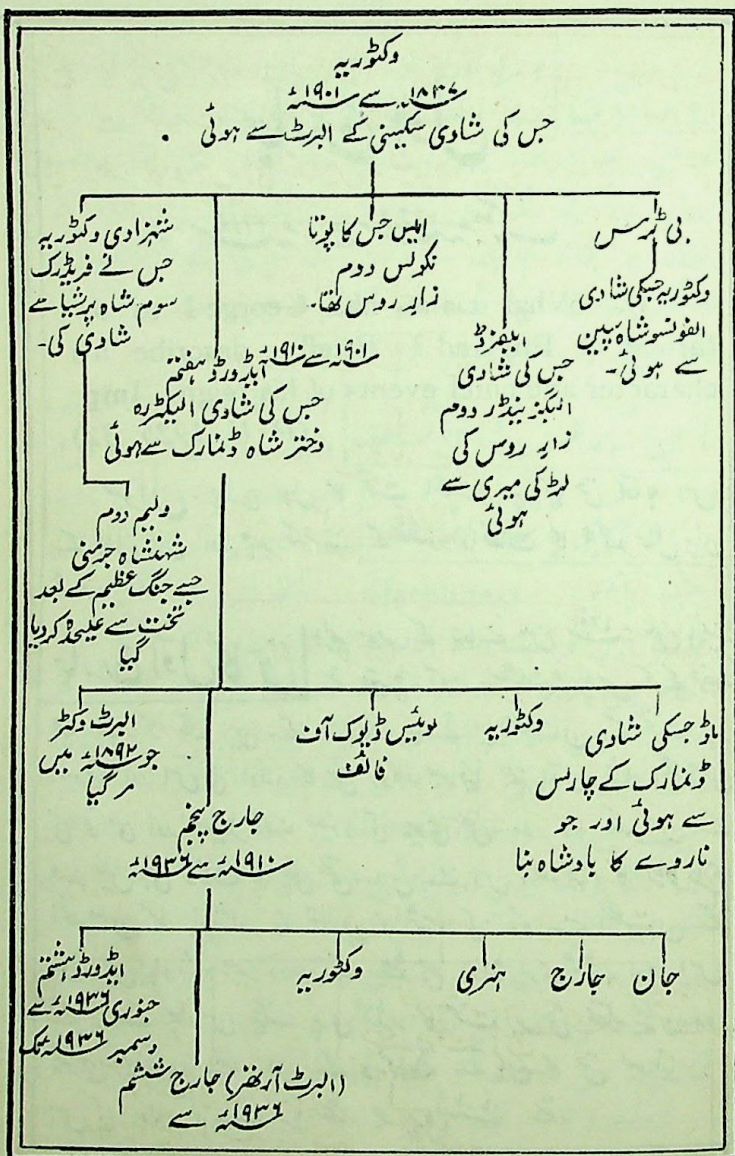 وکٹوریہ
۱۸۳۷ء سے ۱۹۰۱ء
جس کی شادی سکیسنی کے البرٹ سے ہوئی ۔
بی ٹرس
وکٹوریہ جسکی شادی
الفونسو شاہ سپین
سے ہوئی۔
ایلفرڈ
جس کی شادی
الیگزینڈر دوم
زار روس کی
لڑکی میری سے
ہوئی
ایلس جس کا پوتا
نکولس دوم
زار روس تھا۔
۱۹۰۱ء سے ۱۹۱۰ء
ایڈورڈ ہفتم
جس کی شادی الیگزرہ
دختر شاہ ڈنمارک سے ہوئی
شہزادی وکٹوریہ
جس نے فریڈرک
سوم شاہ پرشیا سے
شادی کی۔
ولیم دوم
شہنشاہ جرمنی
جسے جنگ عظیم کے بعد
تخت سے علیحدہ کر دیا
گیا
ماڈ جسکی شادی
ڈنمارک کے چارلس
سے ہوئی اور جو
ناروے کا بادشاہ بنا
وکٹوریہ
لوئیس ڈیوک آف
فائف
جارج پنجم
۱۹۱۰ء سے ۱۹۳۶ء
البرٹ وکٹر
جو ۱۸۹۲ء میں
مر گیا
جان
جارج
ہنری
وکٹوریہ
(البرٹ آرتھر) جارج ششم
۱۹۳۶ء سے
ایڈورڈ ہشتم
جنوری ۱۹۳۶ء سے
دسمبر ۱۹۳۶ء تک